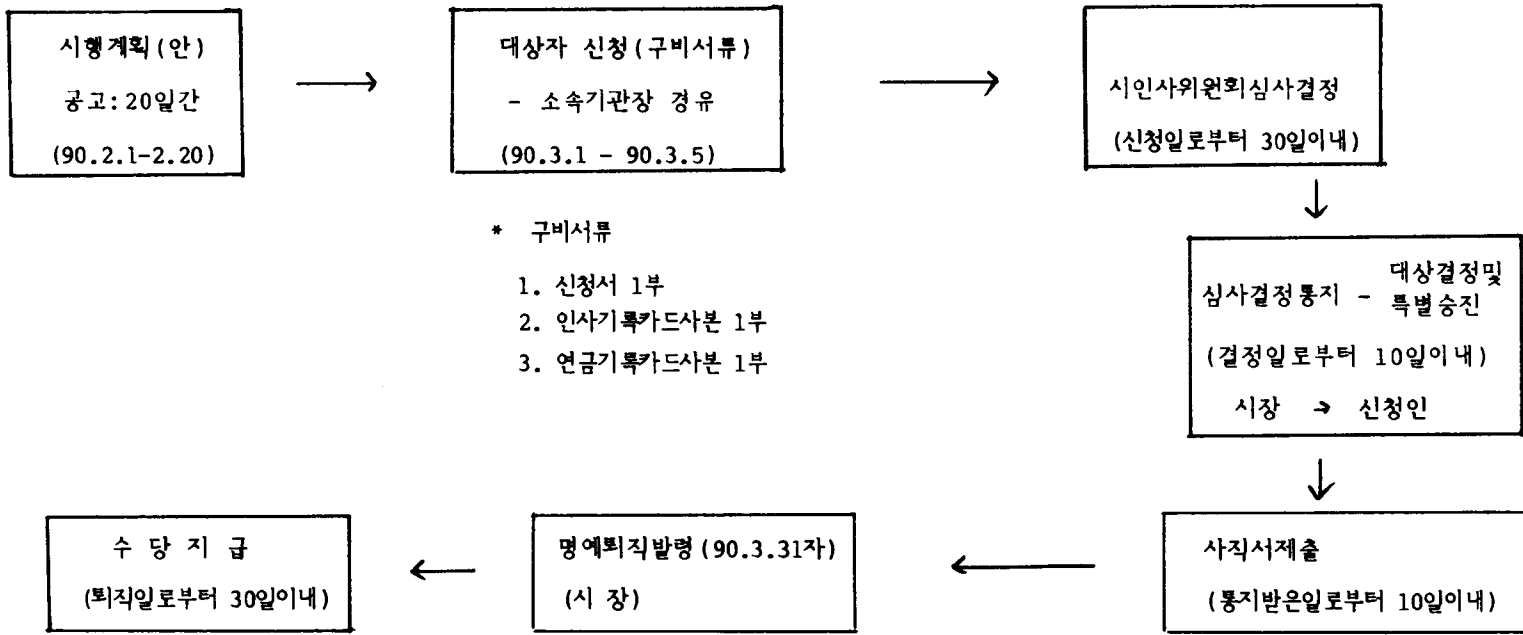 시행계획(안)
공고:20일간
(90.2.1-2.20)
대상자 신청(구비서류)
- 소속기관장 경유
(90.3.1 - 90.3.5)
시인사위원회심사결정
(신청일로부터 30일이내)
* 구비서류
1. 신청서 1부
2. 인사기록카드사본 1부
3. 연금기록카드사본 1부
심사결정통지 - 대상결정및
특별승진
(결정일로부터 10일이내)
시장 → 신청인
사직서제출
(통지받은일로부터 10일이내)
명예퇴직발령(90.3.31자)
(시 장)
수 당 지 급
(퇴직일로부터 30일이내)